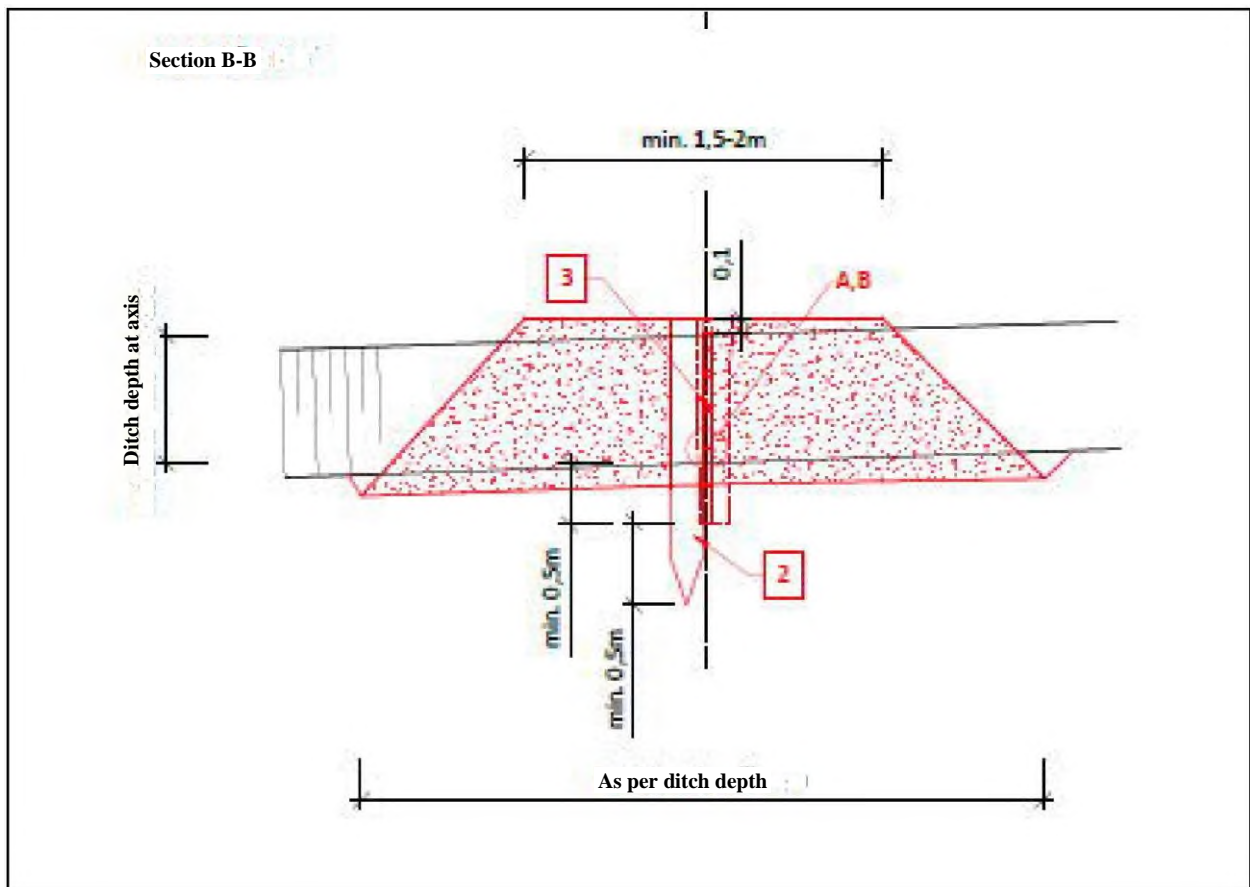 Section B-B
min. 1,5-2m
0,1
3
A,B
Ditch depth at axis
2
min. 0,5m
min. 0,5m
As per ditch depth